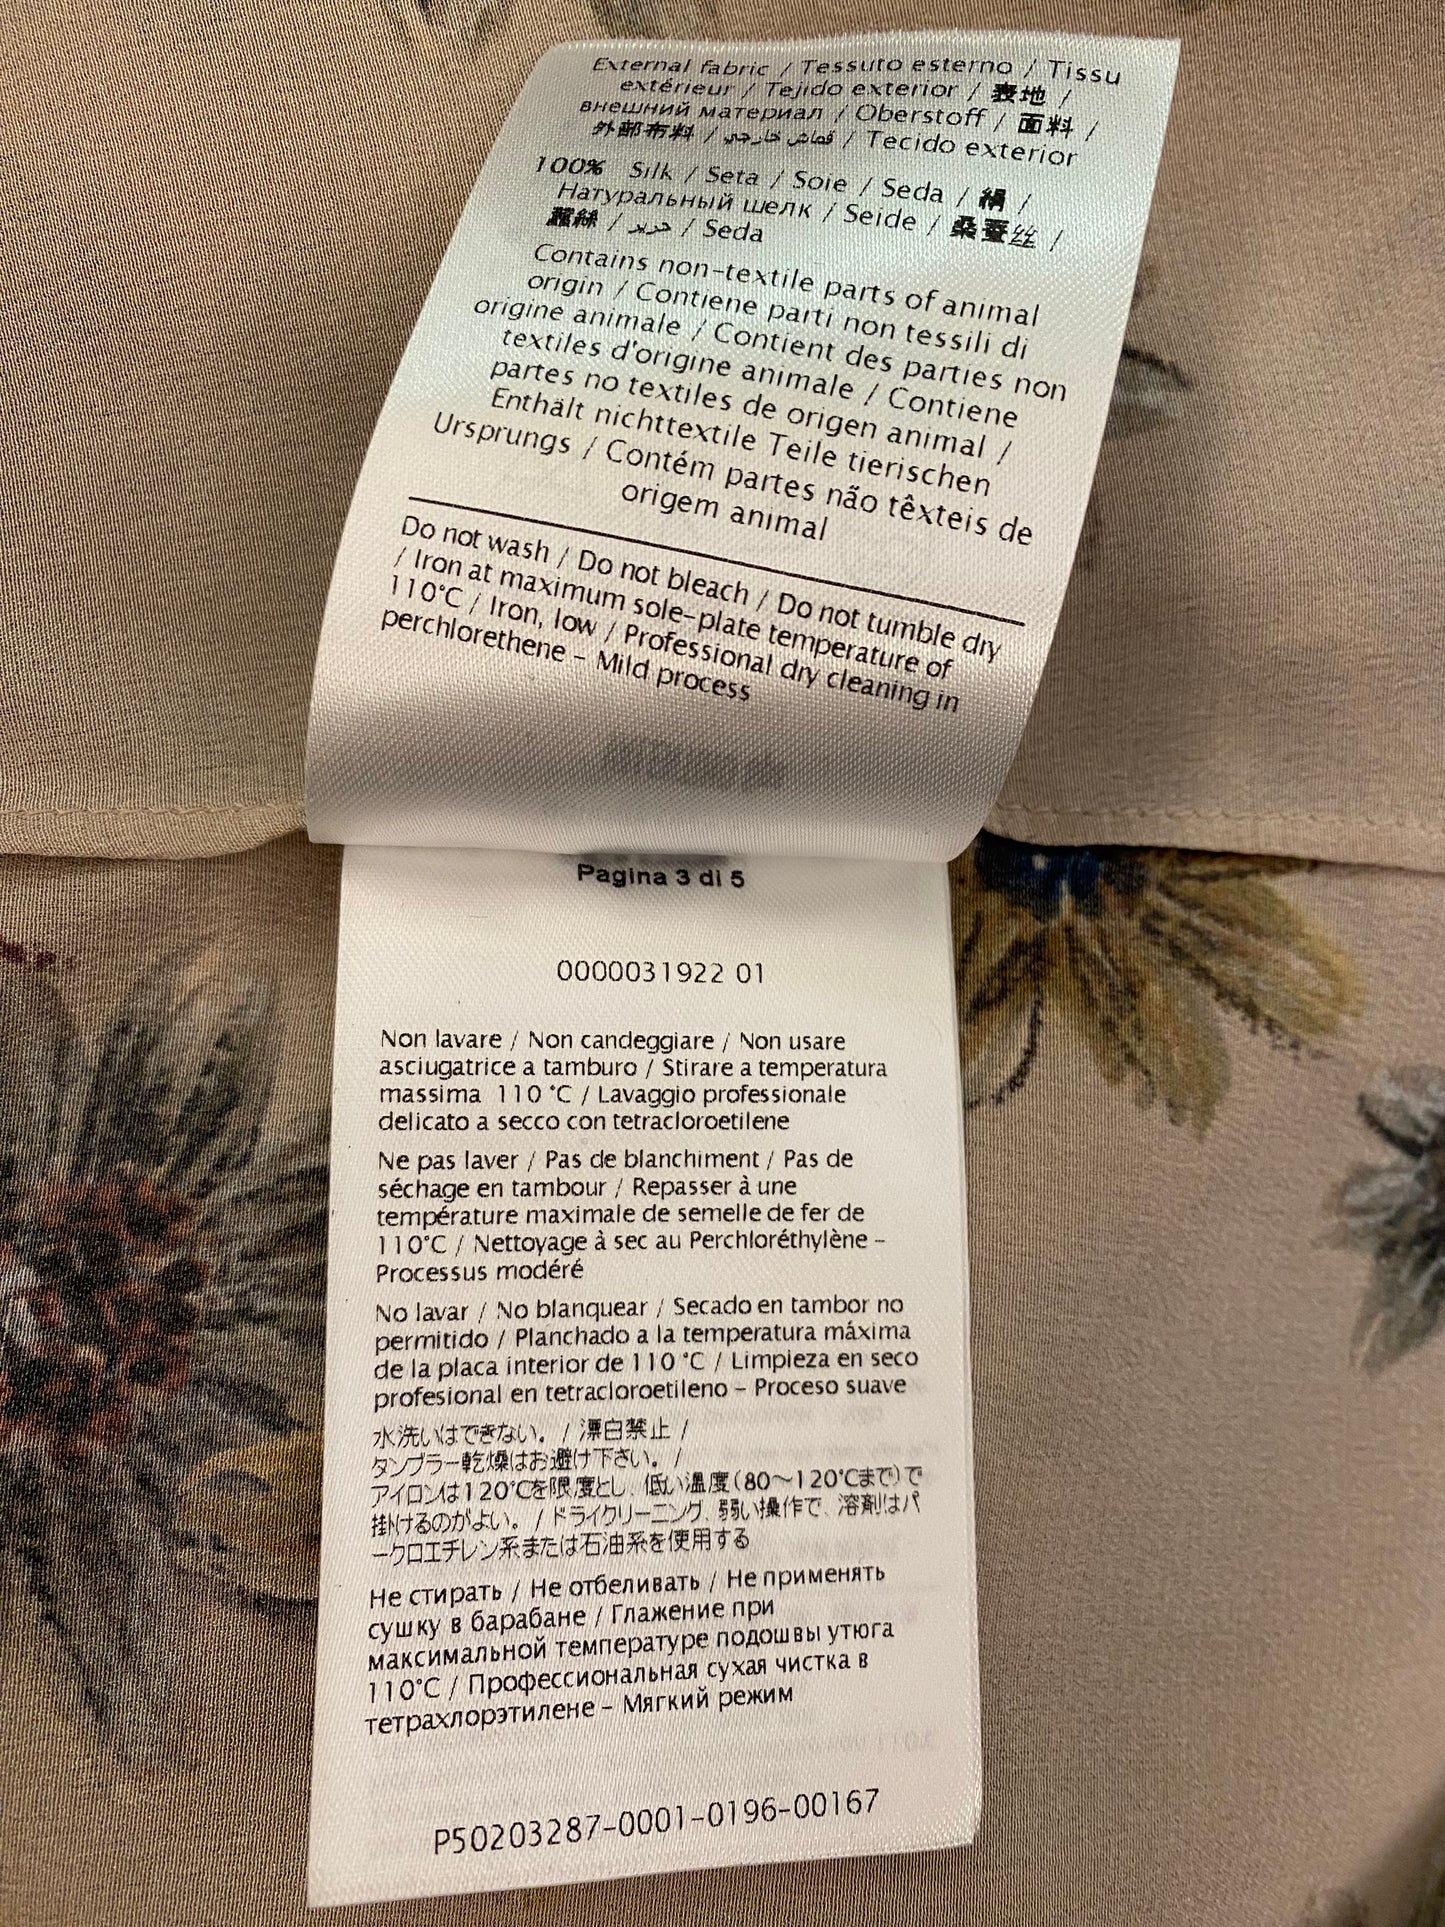 External fabric / Tessuto esterno / Tissu
extérieur / Tejido exterior / 表地 /
внешний материал / Oberstoff / 面料 /
外部布料 / قماش خارجي / Tecido exterior
100% Silk / Seta / Soie / Seda / 絹 /
Натуральный шелк / Seide / 桑蚕丝 /
蠶絲 / حرير / Seda
Contains non-textile parts of animal
origin / Contiene parti non tessili di
origine animale / Contient des parties non
textiles d'origine animale / Contiene
partes no textiles de origen animal /
Enthält nichttextile Teile tierischen
Ursprungs / Contém partes não têxteis de
origem animal
Do not wash / Do not bleach / Do not tumble dry
/ Iron at maximum sole-plate temperature of
110°C / Iron, low / Professional dry cleaning in
perchlorethene - Mild process
Pagina 3 di 5
0000031922 01
Non lavare / Non candeggiare / Non usare
asciugatrice a tamburo / Stirare a temperatura
massima 110 °C / Lavaggio professionale
delicato a secco con tetracloroetilene
Ne pas laver / Pas de blanchiment / Pas de
séchage en tambour / Repasser à une
température maximale de semelle de fer de
110°C / Nettoyage à sec au Perchloréthylène -
Processus modéré
No lavar / No blanquear / Secado en tambor no
permitido / Planchado a la temperatura máxima
de la placa interior de 110 °C / Limpieza en seco
profesional en tetracloroetileno - Proceso suave
水洗いはできない。 / 漂白禁止 /
タンブラー乾燥はお避け下さい。 /
アイロンは120℃を限度とし、低い温度(80～120℃まで)で
掛けるのがよい。 / ドライクリーニング、弱い操作で、溶剤はパ
ークロエチレン系または石油系を使用する
Не стирать / Не отбеливать / Не применять
сушку в барабане / Глажение при
максимальной температуре подошвы утюга
110°C / Профессиональная сухая чистка в
тетрахлорэтилене - Мягкий режим
P50203287-0001-0196-00167